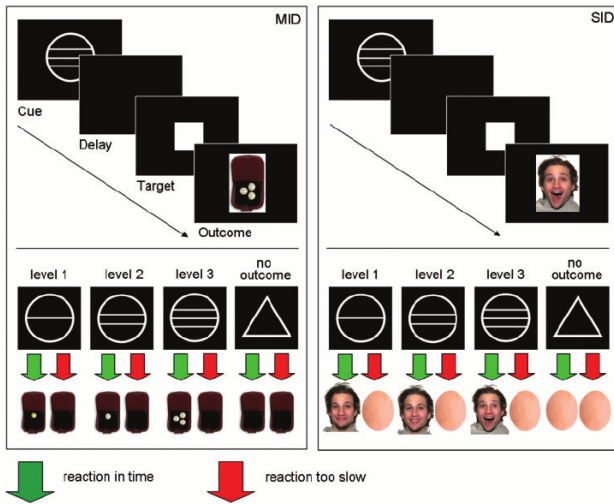 MID
Cue
Delay
Target
Outcome
level 1
level 2
level 3
no
outcome
SID
level 1
level 2
level 3
no
outcome
reaction in time
reaction too slow